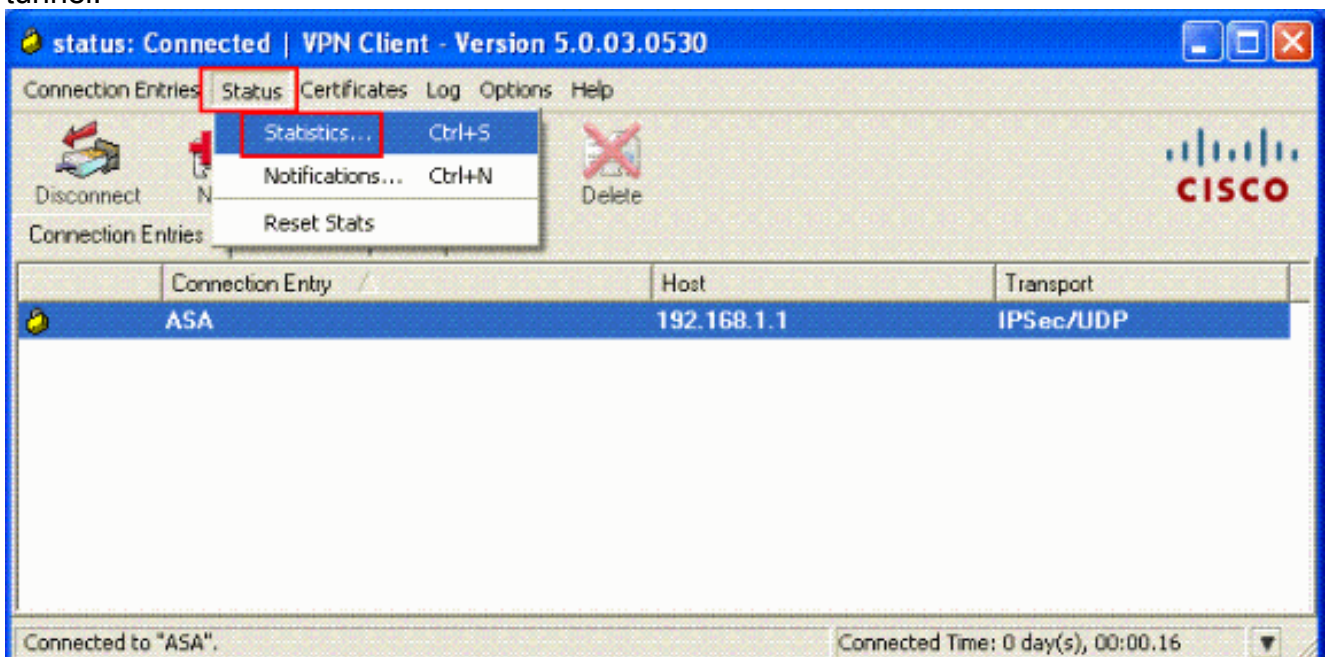 status: Connected | VPN Client - Version 5.0.03.0530
Connection Entries Status Certificates Log Options Help
Statistics... Ctrl+S
Notifications... Ctrl+N
Reset Stats
Disconnect
Delete
CISCO
Connection Entries
Connection Entry Host Transport
ASA 192.168.1.1 IPSec/UDP
Connected to "ASA". Connected Time: 0 day(s), 00:00.16